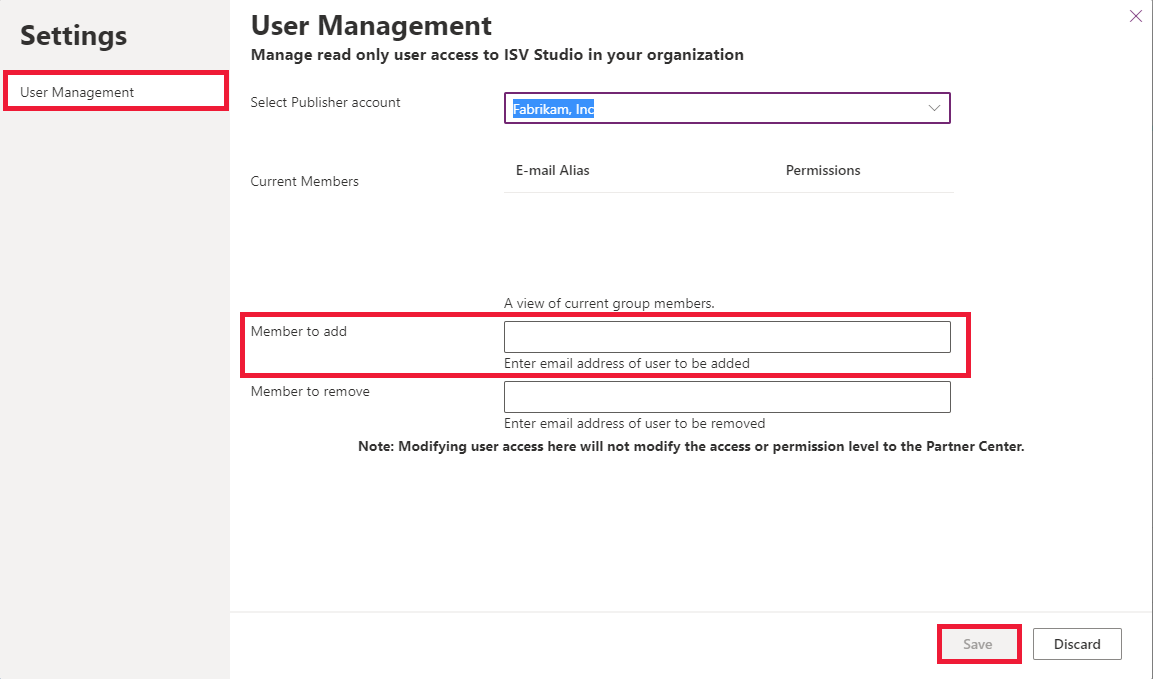 Settings
User Management
User Management
Manage read only user access to ISV Studio in your organization
Select Publisher account
Fabrikam, Inc
Current Members
E-mail Alias
Permissions
A view of current group members.
Member to add
Enter email address of user to be added
Member to remove
Enter email address of user to be removed
Note: Modifying user access here will not modify the access or permission level to the Partner Center.
Save
Discard